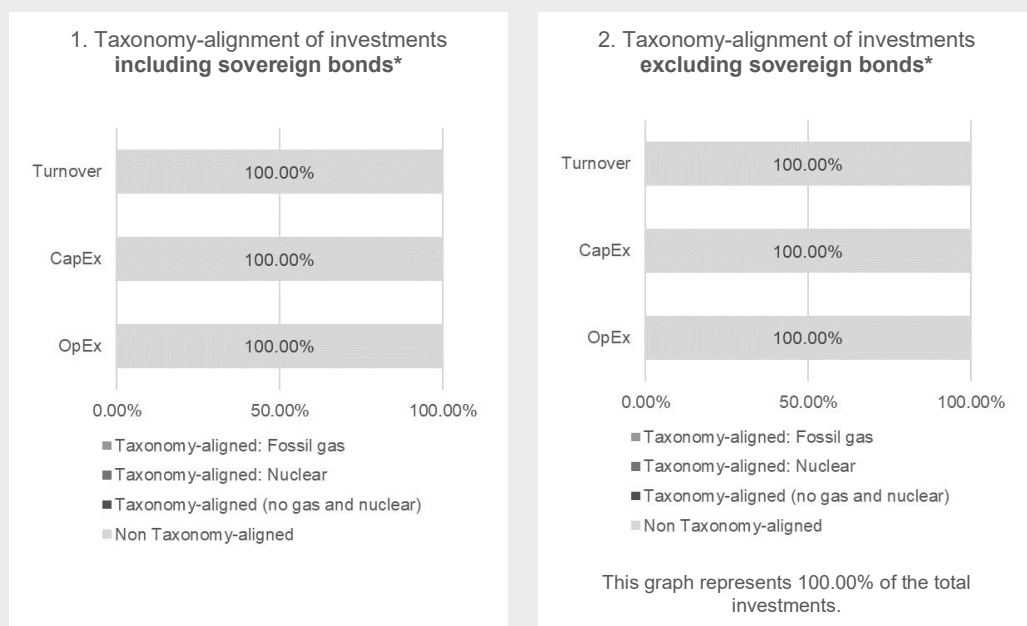 1. Taxonomy-alignment of investments
including sovereign bonds*
Turnover
100.00%
CapEx
100.00%
OpEx
100.00%
0.00%
50.00%
100.00%
Taxonomy-aligned: Fossil gas
Taxonomy-aligned: Nuclear
Taxonomy-aligned (no gas and nuclear)
Non Taxonomy-aligned
2. Taxonomy-alignment of investments
excluding sovereign bonds*
Turnover
100.00%
CapEx
100.00%
OpEx
100.00%
0.00%
50.00%
100.00%
Taxonomy-aligned: Fossil gas
Taxonomy-aligned: Nuclear
Taxonomy-aligned (no gas and nuclear)
Non Taxonomy-aligned
This graph represents 100.00% of the total
investments.